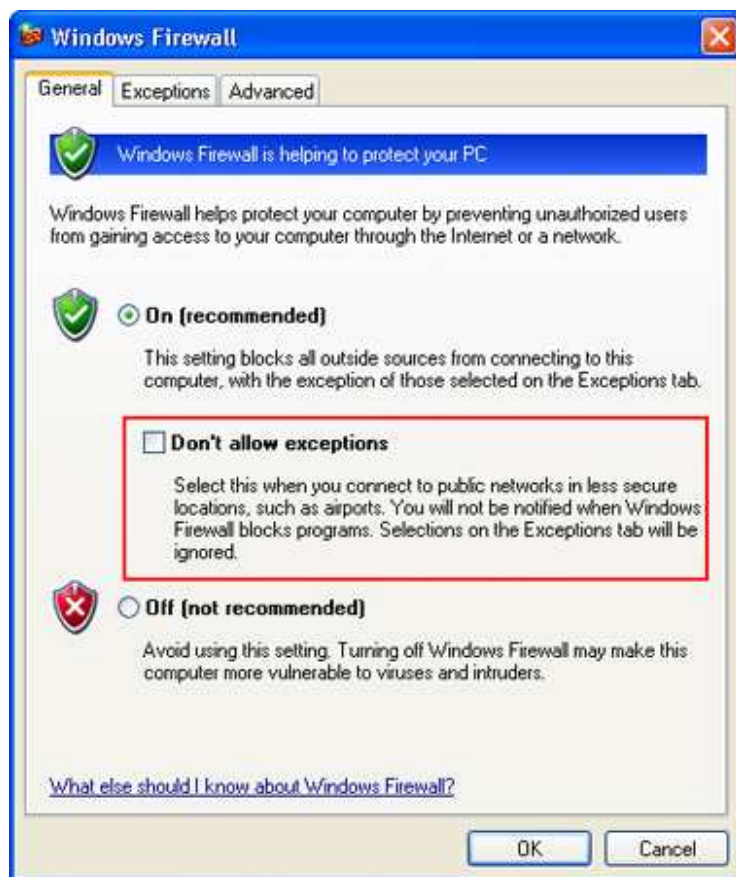 Windows Firewall
General Exceptions Advanced
Windows Firewall is helping to protect your PC
Windows Firewall helps protect your computer by preventing unauthorized users
from gaining access to your computer through the Internet or a network.
On (recommended)
This setting blocks all outside sources from connecting to this
computer, with the exception of those selected on the Exceptions tab.
Don't allow exceptions
Select this when you connect to public networks in less secure
locations, such as airports. You will not be notified when Windows
Firewall blocks programs. Selections on the Exceptions tab will be
ignored.
Off (not recommended)
Avoid using this setting. Turning off Windows Firewall may make this
computer more vulnerable to viruses and intruders.
What else should I know about Windows Firewall?
OK Cancel